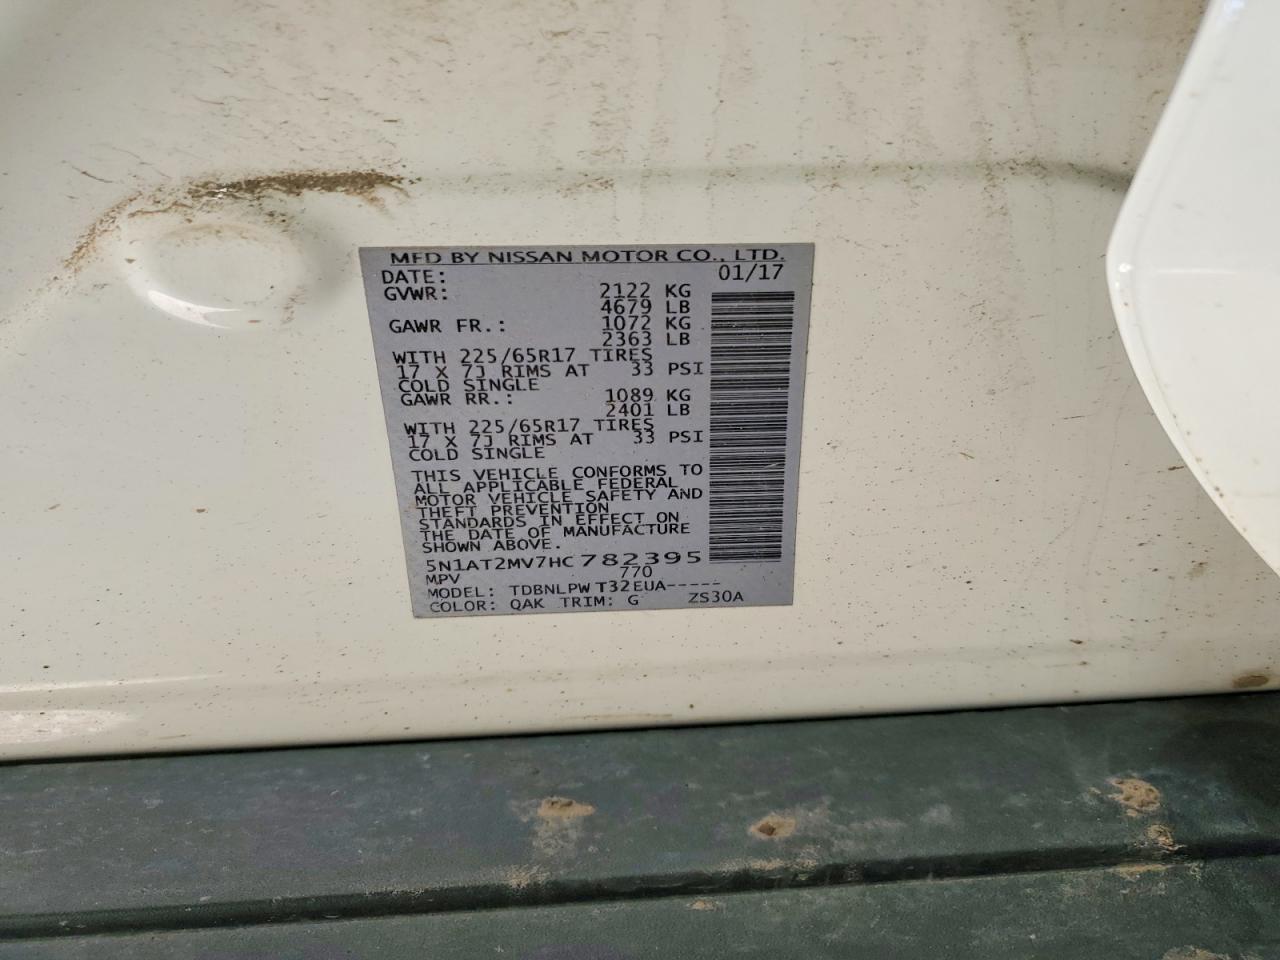 MFD BY NISSAN MOTOR CO., LTD.
DATE: 01/17
GVWR: 2122 KG
4679 LB
GAWR FR.: 1072 KG
2363 LB
WITH 225/65R17 TIRES
17 X 7J RIMS AT 33 PSI
COLD SINGLE
GAWR RR.: 1089 KG
2401 LB
WITH 225/65R17 TIRES
17 X 7J RIMS AT 33 PSI
COLD SINGLE
THIS VEHICLE CONFORMS TO
ALL APPLICABLE FEDERAL
MOTOR VEHICLE SAFETY AND
THEFT PREVENTION
STANDARDS IN EFFECT ON
THE DATE OF MANUFACTURE
SHOWN ABOVE.
5N1AT2MV7HC782395
MPV 770
MODEL: TDBNLPWT32EUA-----
COLOR: QAK TRIM: G ZS30A